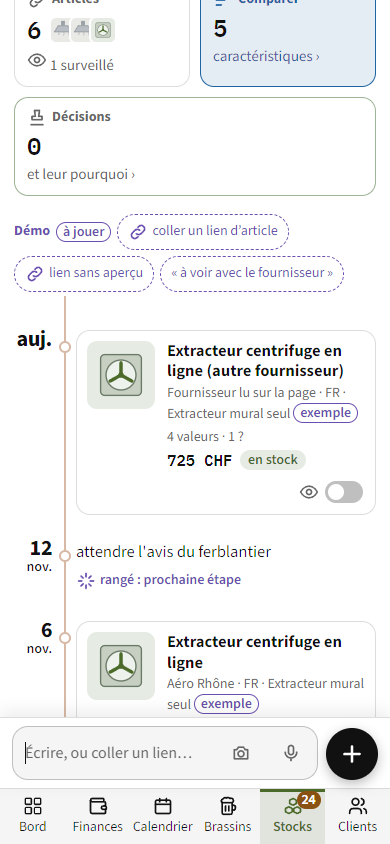 Articles
Comparer
6
5
1 surveillé
caractéristiques ›
Décisions
0
et leur pourquoi ›
Démo à jouer coller un lien d'article
lien sans aperçu « à voir avec le fournisseur »
auj.
Extracteur centrifuge en
ligne (autre fournisseur)
Fournisseur lu sur la page · FR ·
Extracteur mural seul exemple
4 valeurs · 1 ?
725 CHF en stock
12
nov.
attendre l'avis du ferblantier
rangé : prochaine étape
6
nov.
Extracteur centrifuge en
ligne
Aéro Rhône · FR · Extracteur mural
seul exemple
Écrire, ou coller un lien…
24
Bord Finances Calendrier Brassins Stocks Clients